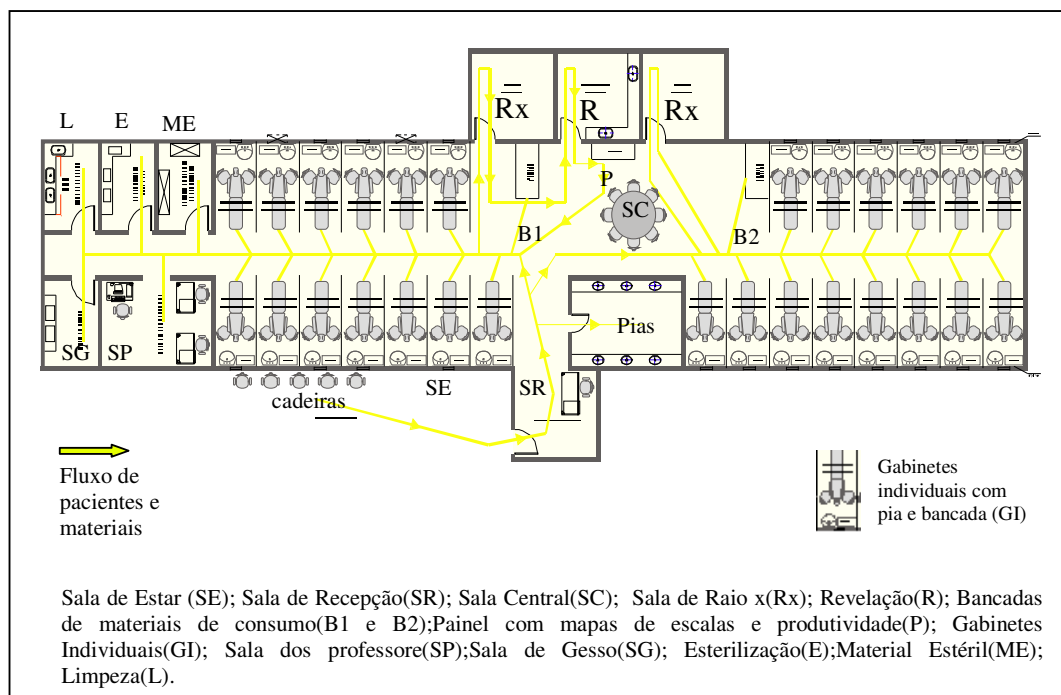 Rx
R
Rx
L
E
ME
P
SC
B1
B2
SG
SP
Pias
SE
SR
cadeiras
Fluxo de
pacientes e
materiais
Gabinetes
individuais com
pia e bancada (GI)
Sala de Estar (SE); Sala de Recepção(SR); Sala Central(SC); Sala de Raio x(Rx); Revelação(R); Bancadas
de materiais de consumo(B1 e B2);Painel com mapas de escalas e produtividade(P); Gabinetes
Individuais(GI); Sala dos professore(SP);Sala de Gesso(SG); Esterilização(E);Material Estéril(ME);
Limpeza(L).